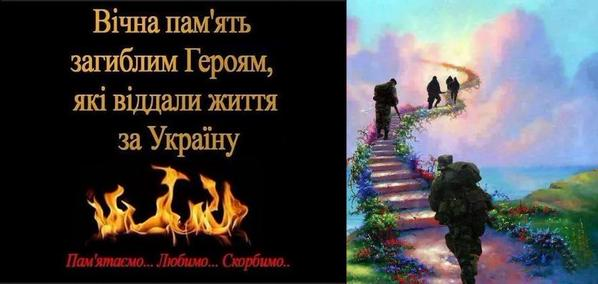 Вічна пам'ять
загиблим Героям,
які віддали життя
за Україну
Пам'ятаємо... Любимо... Скорбимо..